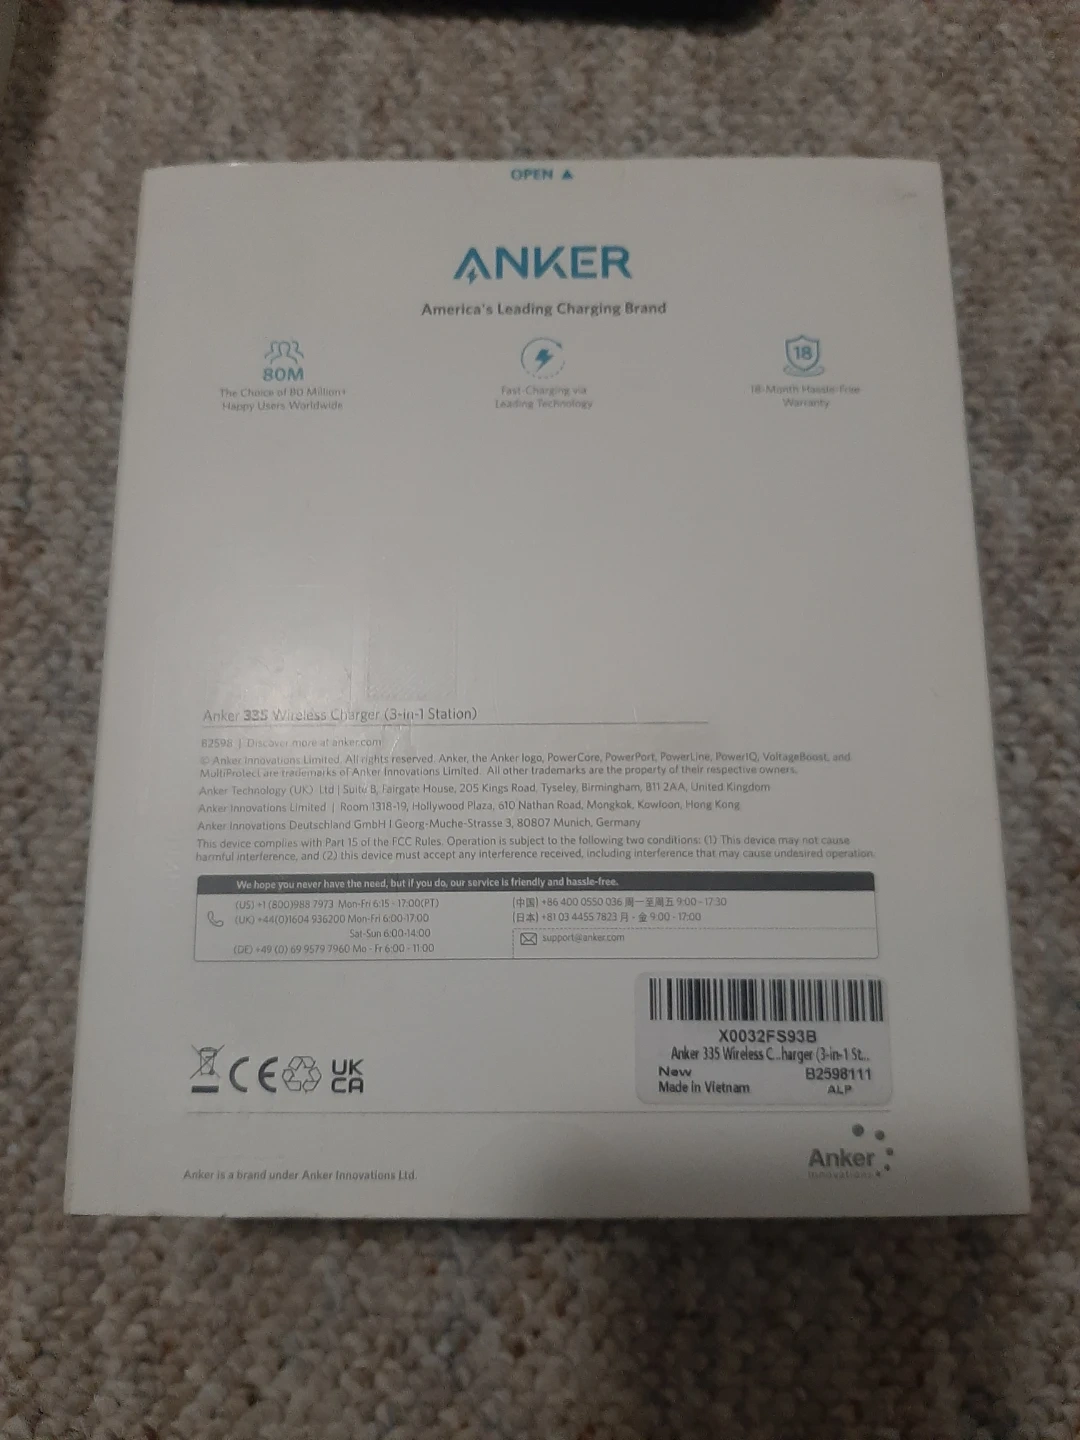 OPEN ▲
ANKER
America's Leading Charging Brand
80M
The Choice of 80 Million+
Happy Users Worldwide
Fast-Charging via
Leading Technology
18
18-Month Hassle-Free
Warranty
Anker 335 Wireless Charger (3-in-1 Station)
B2598 | Discover more at anker.com
© Anker Innovations Limited. All rights reserved. Anker, the Anker logo, PowerCore, PowerPort, PowerLine, PowerIQ, VoltageBoost, and
MultiProtect are trademarks of Anker Innovations Limited. All other trademarks are the property of their respective owners.
Anker Technology (UK) Ltd | Suite B, Fairgate House, 205 Kings Road, Tyseley, Birmingham, B11 2AA, United Kingdom
Anker Innovations Limited | Room 1318-19, Hollywood Plaza, 610 Nathan Road, Mongkok, Kowloon, Hong Kong
Anker Innovations Deutschland GmbH I Georg-Muche-Strasse 3, 80807 Munich, Germany
This device complies with Part 15 of the FCC Rules. Operation is subject to the following two conditions: (1) This device may not cause
harmful interference, and (2) this device must accept any interference received, including interference that may cause undesired operation.
We hope you never have the need, but if you do, our service is friendly and hassle-free.
(US) +1 (800)988 7973 Mon-Fri 6:15 - 17:00(PT)
(UK) +44(0)1604 936200 Mon-Fri 6:00-17:00
Sat-Sun 6:00-14:00
(DE) +49 (0) 69 9579 7960 Mo - Fr 6:00 - 11:00
(中国) +86 400 0550 036 周一至周五 9:00 - 17:30
(日本) +81 03 4455 7823 月 - 金 9:00 - 17:00
support@anker.com
X0032FS93B
Anker 335 Wireless C...harger (3-in-1 St...
New B2598111
Made In Vietnam ALP
CE UK
CA
Anker
Innovations
Anker is a brand under Anker Innovations Ltd.